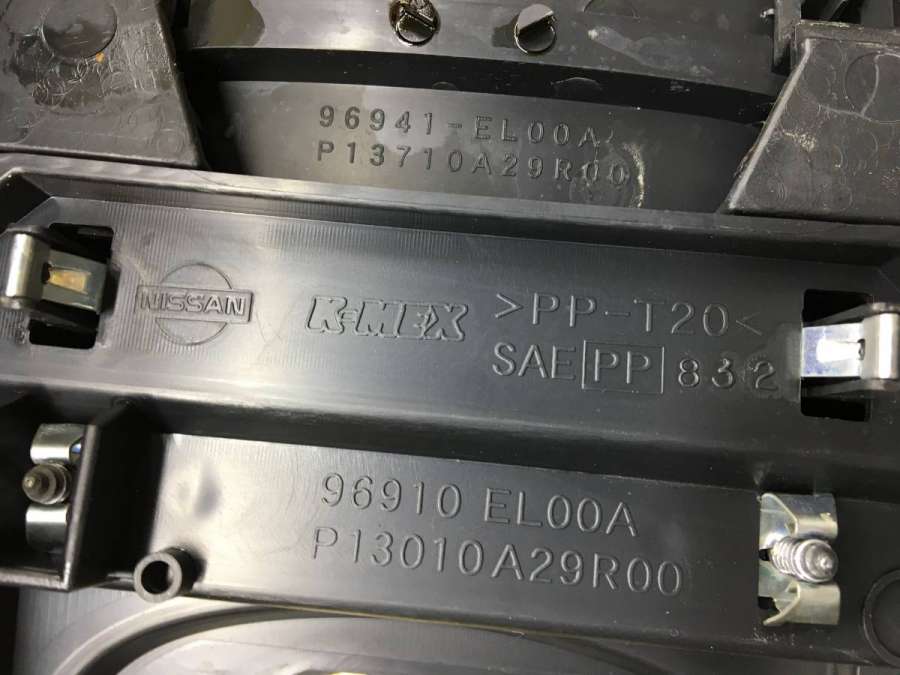 96941-EL00A
P13710A29R00
NISSAN
K-MEX
>PP-T20<
SAE PP 832
96910 EL00A
P13010A29R00